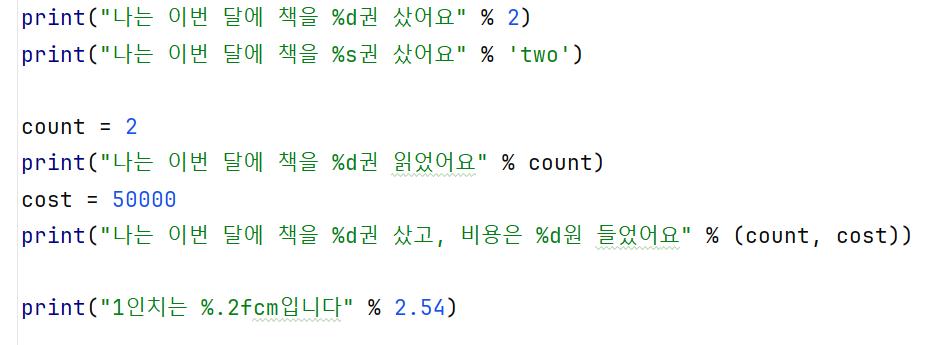 print("나는 이번 달에 책을 %d권 샀어요" % 2)
print("나는 이번 달에 책을 %s권 샀어요" % 'two')
count = 2
print("나는 이번 달에 책을 %d권 읽었어요" % count)
cost = 50000
print("나는 이번 달에 책을 %d권 샀고, 비용은 %d원 들었어요" % (count, cost))
print("1인치는 %.2fcm입니다" % 2.54)